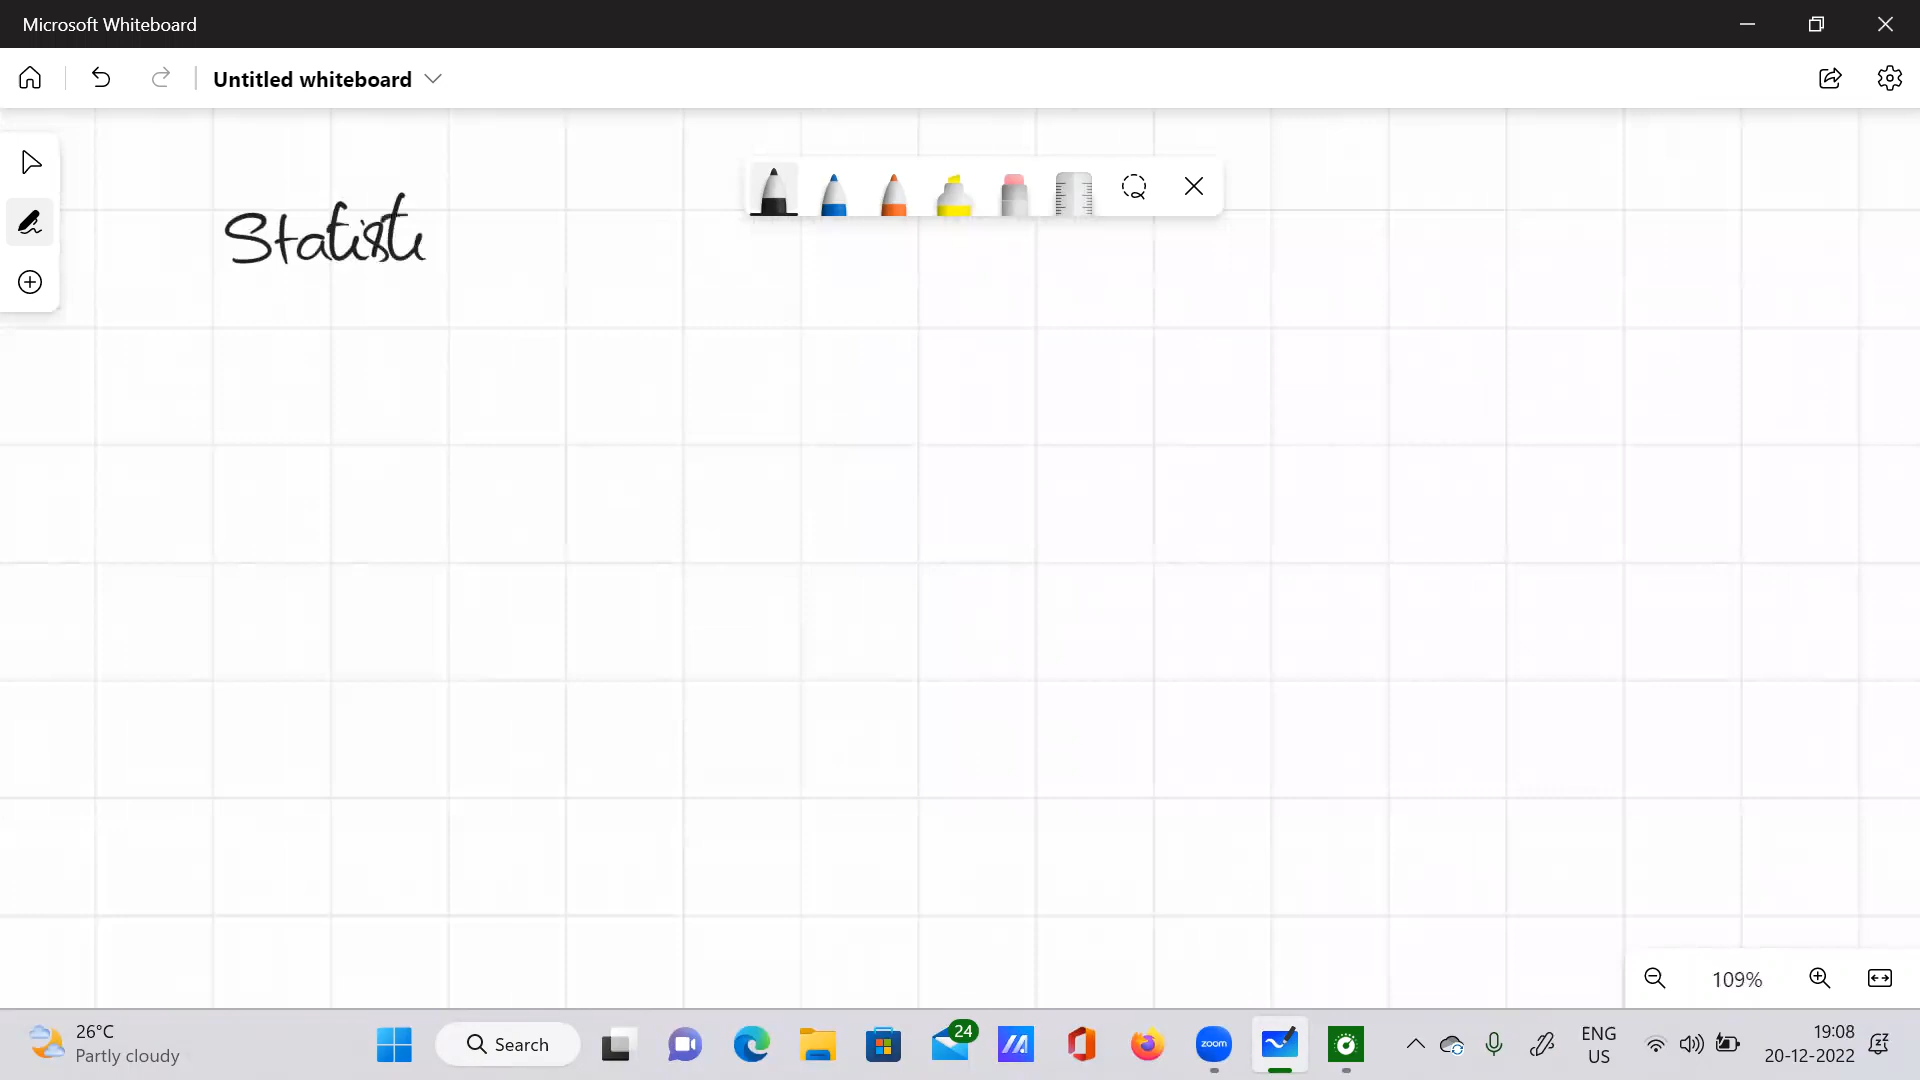 Microsoft Whiteboard
Untitled whiteboard
Statisti
109%
26°C
Partly cloudy
Search
24
zoom
ENG
US
19:08
20-12-2022